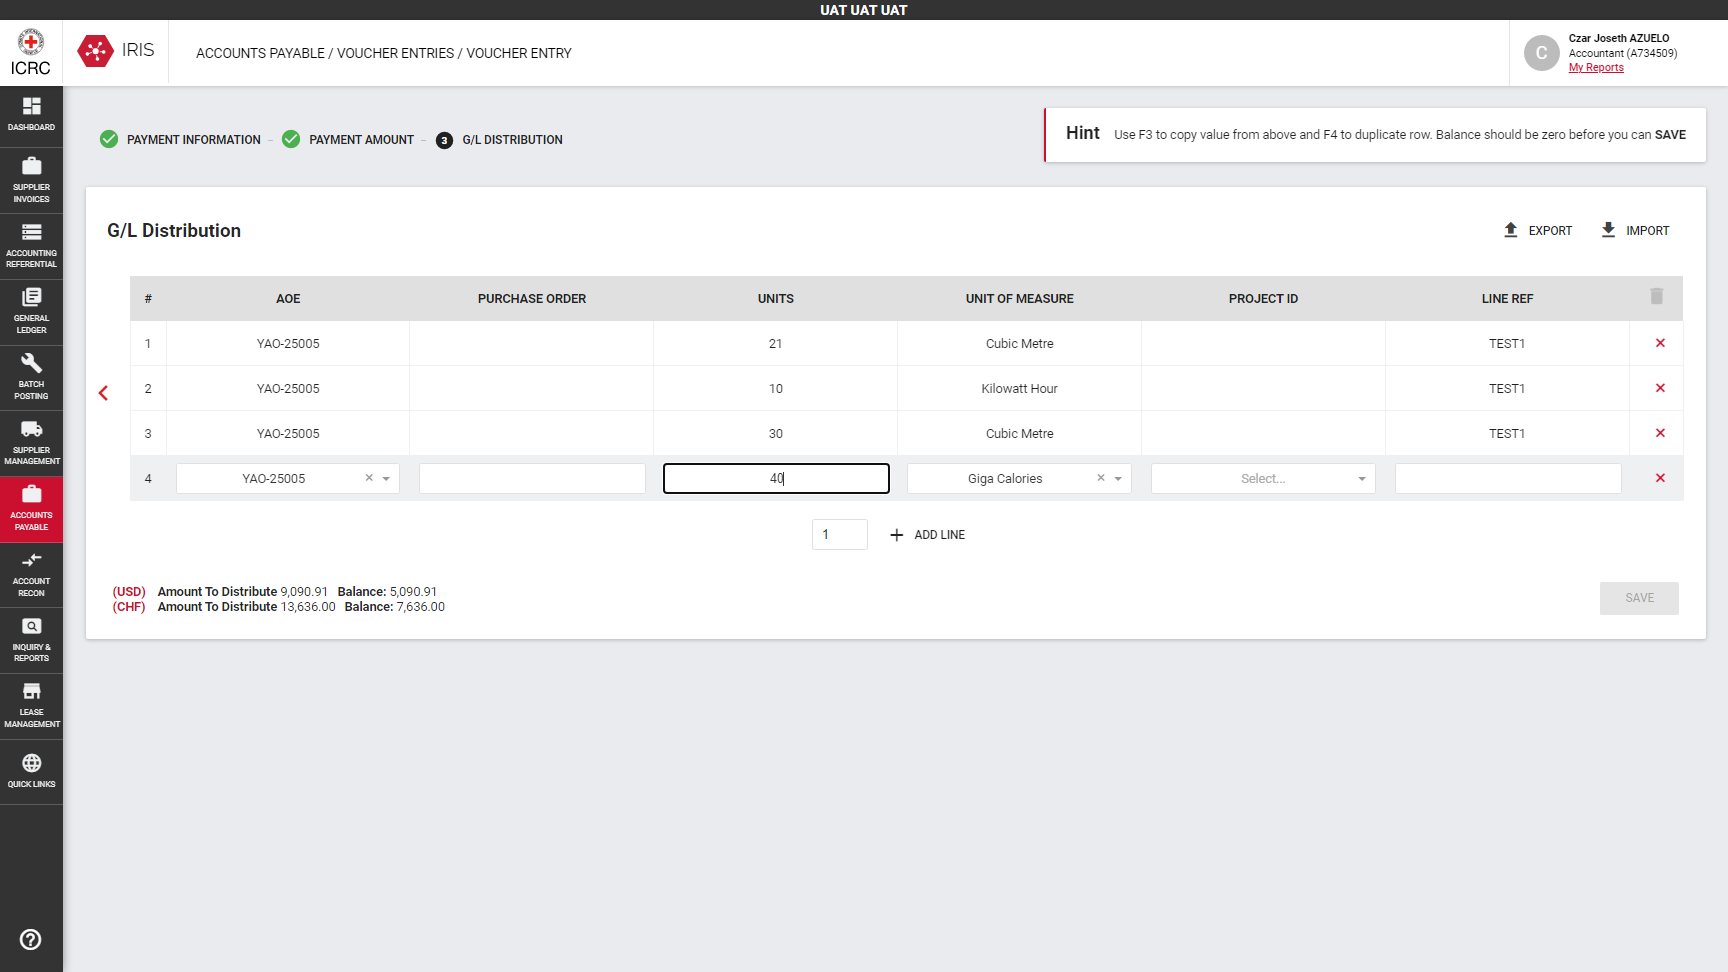 UAT UAT UAT
ICRC
IRIS
ACCOUNTS PAYABLE / VOUCHER ENTRIES / VOUCHER ENTRY
C
Czar Joseth AZUELO
Accountant (A734509)
My Reports
DASHBOARD
SUPPLIER
INVOICES
ACCOUNTING
REFERENTIAL
GENERAL
LEDGER
BATCH
POSTING
SUPPLIER
MANAGEMENT
ACCOUNTS
PAYABLE
ACCOUNT
RECON
INQUIRY &
REPORTS
LEASE
MANAGEMENT
QUICK LINKS
PAYMENT INFORMATION – PAYMENT AMOUNT – 3 G/L DISTRIBUTION
Hint Use F3 to copy value from above and F4 to duplicate row. Balance should be zero before you can SAVE
G/L Distribution
EXPORT IMPORT
# AOE PURCHASE ORDER UNITS UNIT OF MEASURE PROJECT ID LINE REF
1 YAO-25005 21 Cubic Metre TEST1
2 YAO-25005 10 Kilowatt Hour TEST1
3 YAO-25005 30 Cubic Metre TEST1
4 YAO-25005 40 Giga Calories Select...
1 ADD LINE
(USD) Amount To Distribute 9,090.91 Balance: 5,090.91
(CHF) Amount To Distribute 13,636.00 Balance: 7,636.00
SAVE